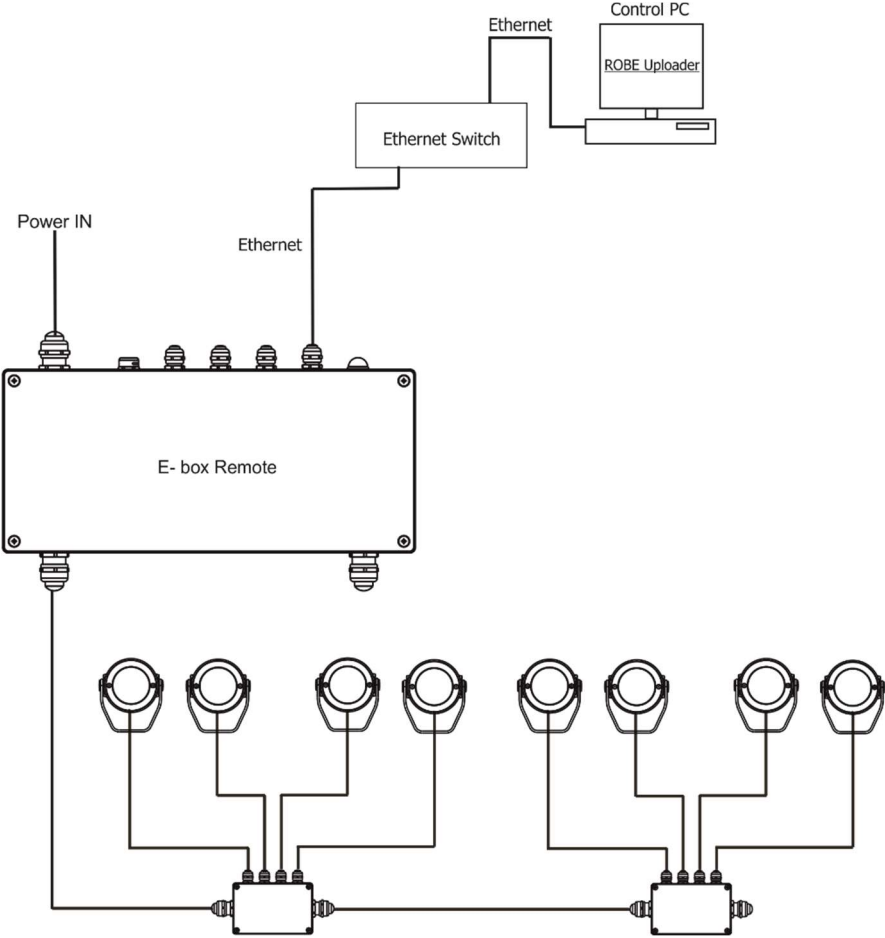 Control PC
Ethernet
ROBE Uploader
Ethernet Switch
Power IN
Ethernet
E- box Remote